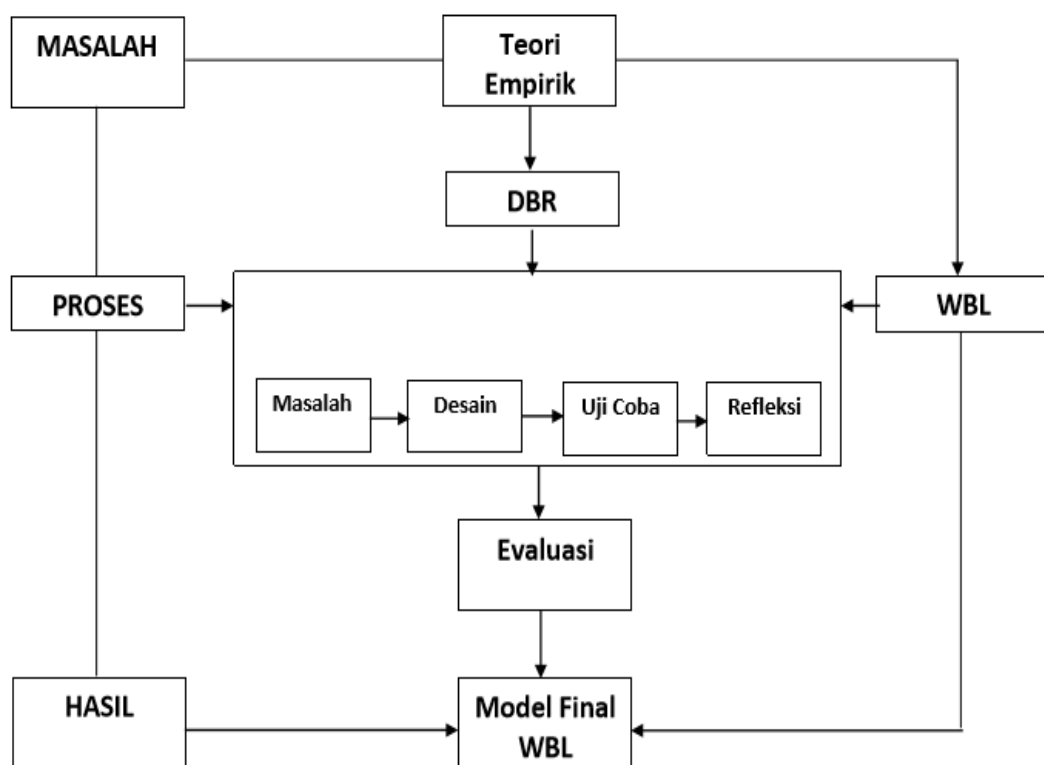 MASALAH
Teori
Empirik
DBR
PROSES
WBL
Masalah
Desain
Uji Coba
Refleksi
Evaluasi
HASIL
Model Final
WBL